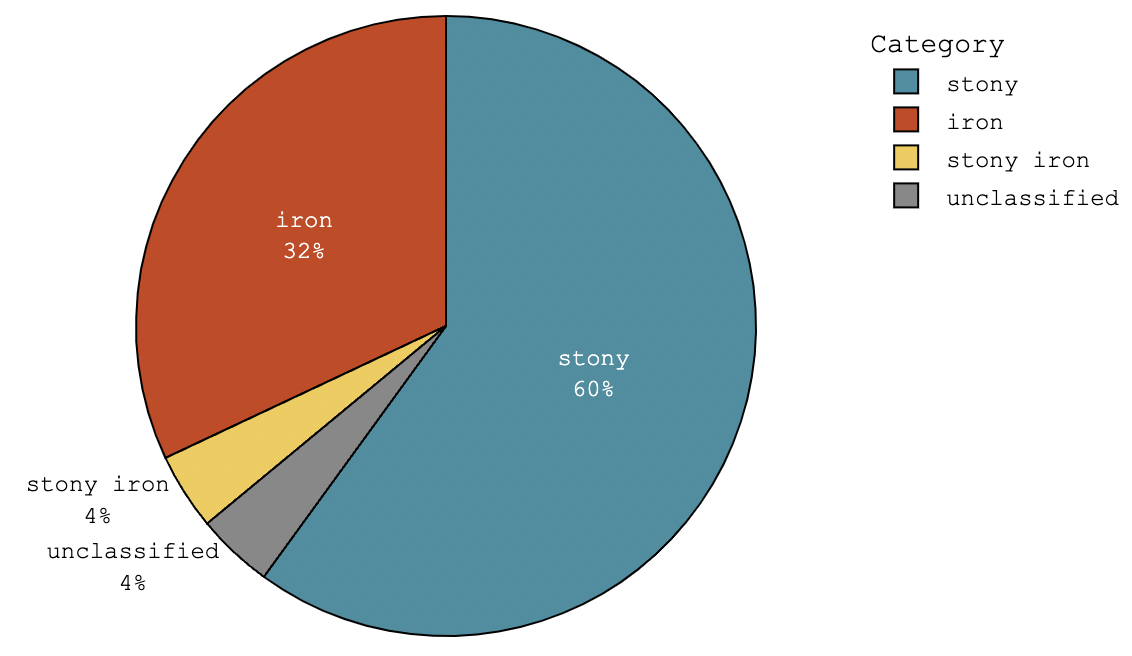 Category
stony
iron
stony iron
unclassified
iron
32%
stony
60%
stony iron
4%
unclassified
4%